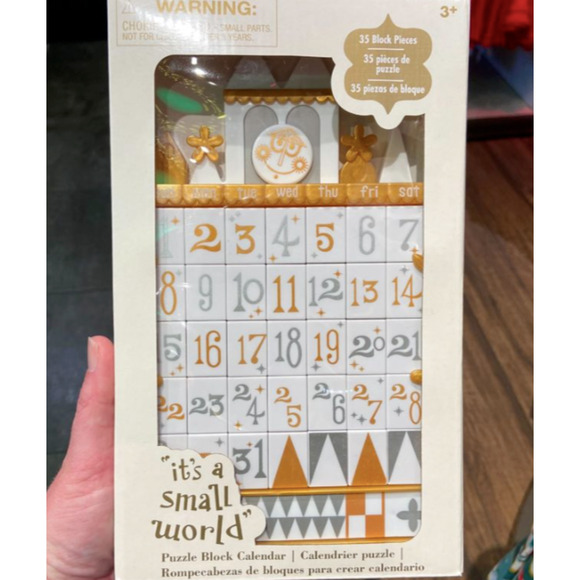 WARNING:
SMALL PARTS.
NOT FOR
YEARS.
3+
35 Block Pieces
35 pièces de
puzzle
35 piezas de bloque
Mon Tue Wed Thu Fri Sat
1 2 3 4 5 6 7
8 9 10 11 12 13 14
5 16 17 18 19 20 21
22 23 24 25 26 27 28
31
"it's a
small
world"
Puzzle Block Calendar | Calendrier puzzle |
Rompecabezas de bloques para crear calendario